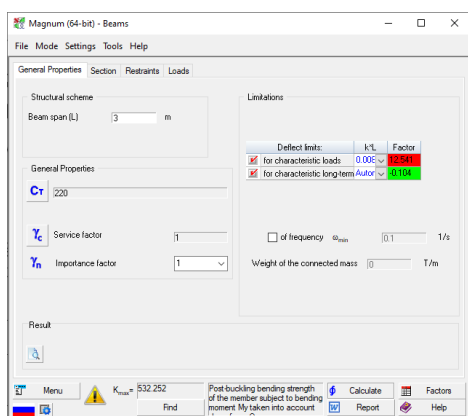 Magnum (64-bit) - Beams
File Mode Settings Tools Help
General Properties Section Restraints Loads
Structural scheme
Beam span (L) 3 m
Limitations
Deflect limits: k*L Factor
for characteristic loads 0.008 12.541
for characteristic long-term Autor -0.104
General Properties
CT 220
γc Service factor 1
γn Importance factor 1
of frequency ωmin 0.1 1/s
Weight of the connected mass 0 T/m
Result
Menu
Kmax= 532.252
Find
Post-buckling bending strength
of the member subject to bending
moment My taken into account
Calculate Factors
Report Help